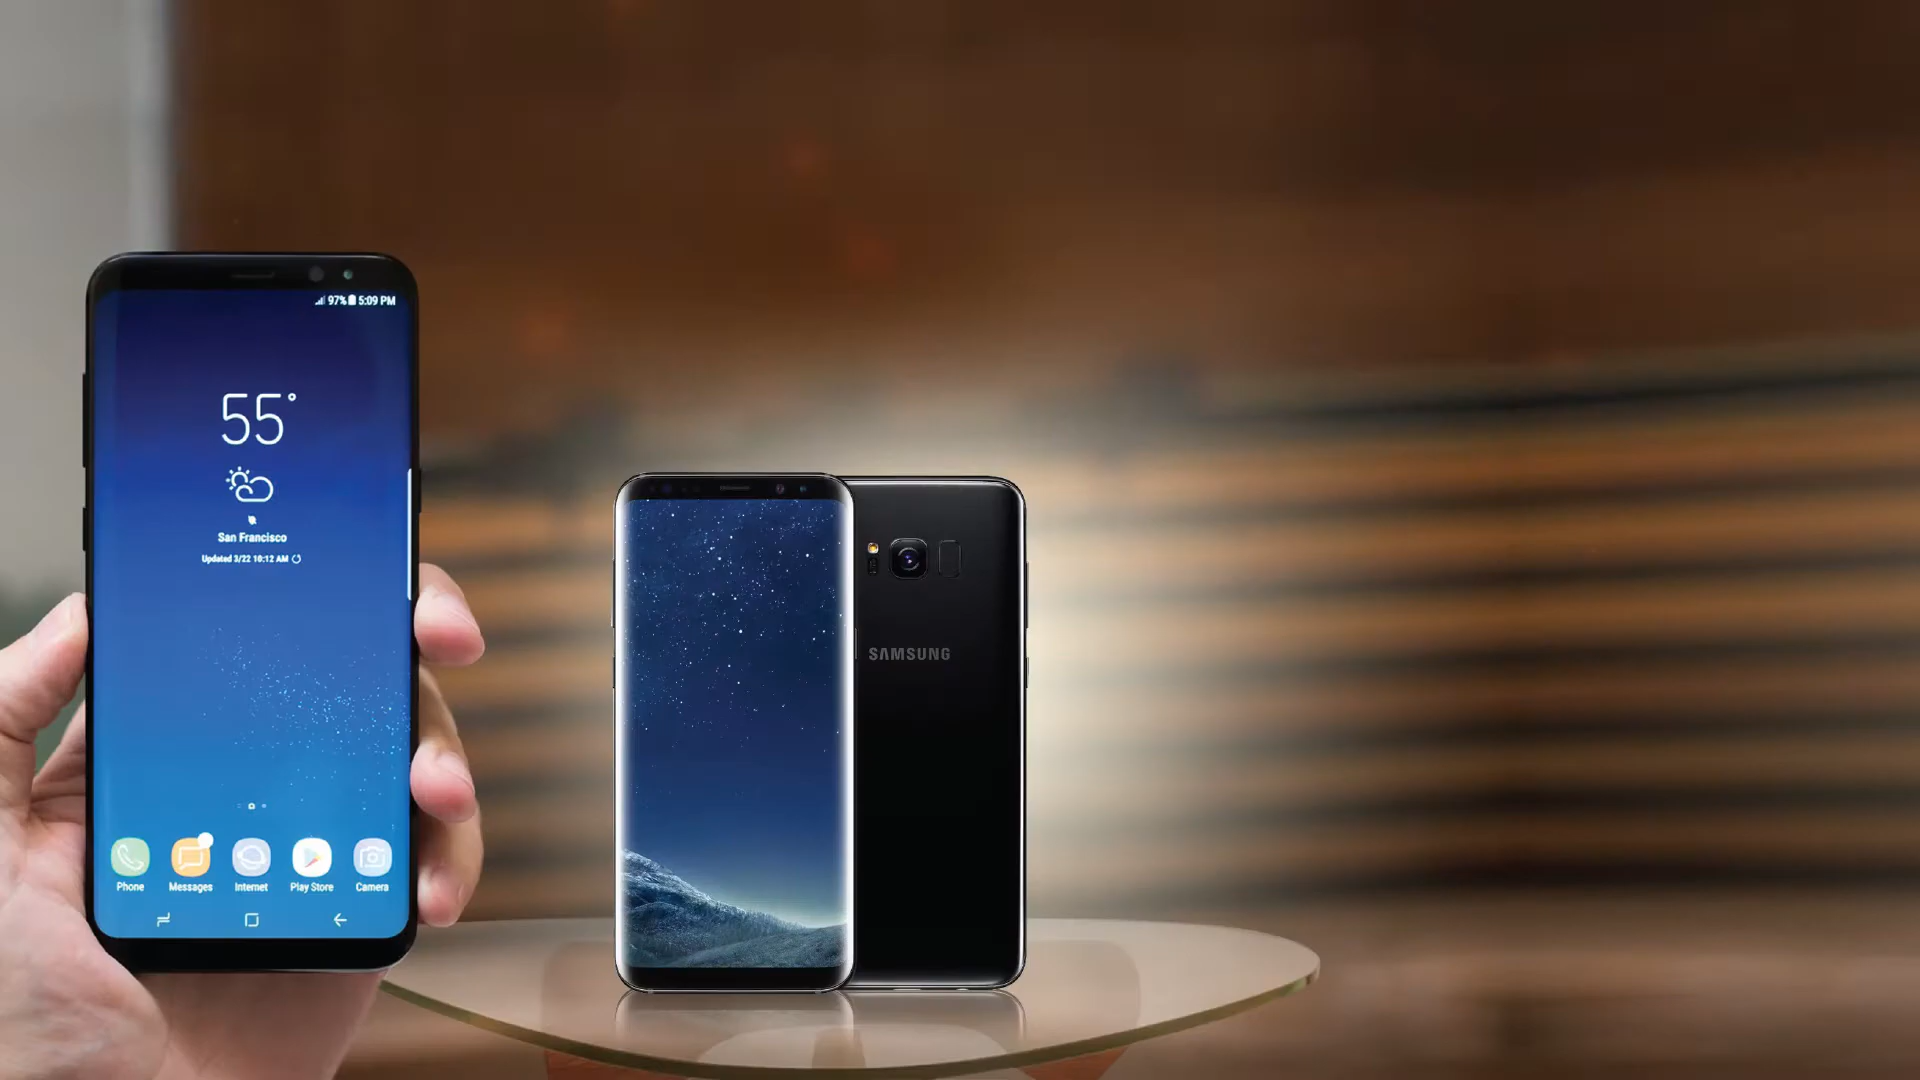 97% 5:09 PM
55°
San Francisco
Updated 3/22 10:12 AM
Phone Messages Internet Play Store Camera
SAMSUNG